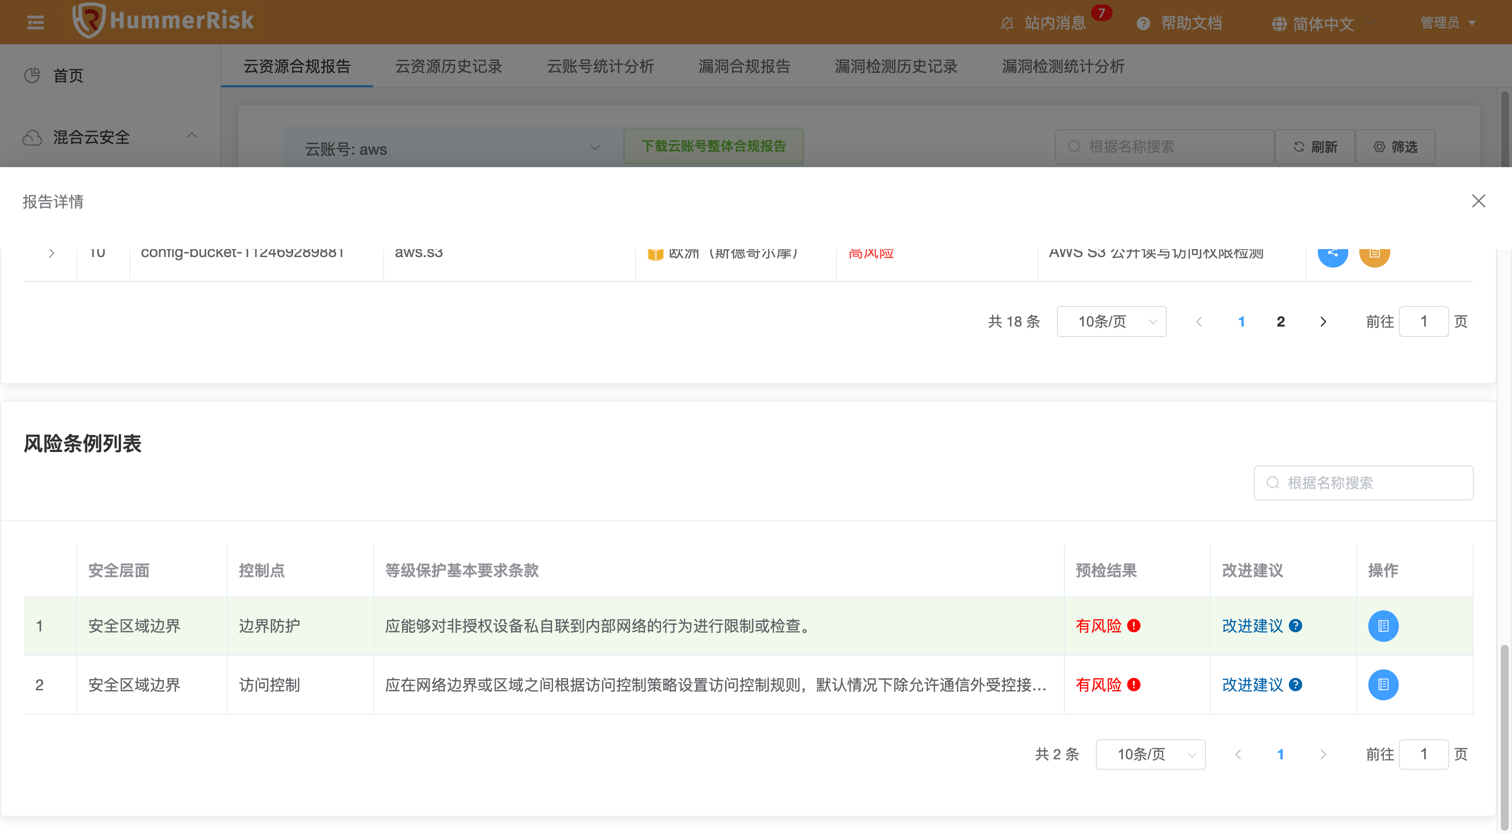 HummerRisk
站内消息 7 帮助文档 简体中文 管理员
首页 云资源合规报告 云资源历史记录 云账号统计分析 漏洞合规报告 漏洞检测历史记录 漏洞检测统计分析
混合云安全 云账号: aws 下载云账号整体合规报告 根据名称搜索 刷新 筛选
报告详情
10 config-bucket-112469289881 aws.s3 欧洲（斯德哥尔摩） 高风险 AWS S3 公开读写访问权限检测
共 18 条 10条/页 1 2 前往 1 页
风险条例列表
根据名称搜索
安全层面 控制点 等级保护基本要求条款 预检结果 改进建议 操作
1 安全区域边界 边界防护 应能够对非授权设备私自联到内部网络的行为进行限制或检查。 有风险 改进建议
2 安全区域边界 访问控制 应在网络边界或区域之间根据访问控制策略设置访问控制规则，默认情况下除允许通信外受控接... 有风险 改进建议
共 2 条 10条/页 1 前往 1 页